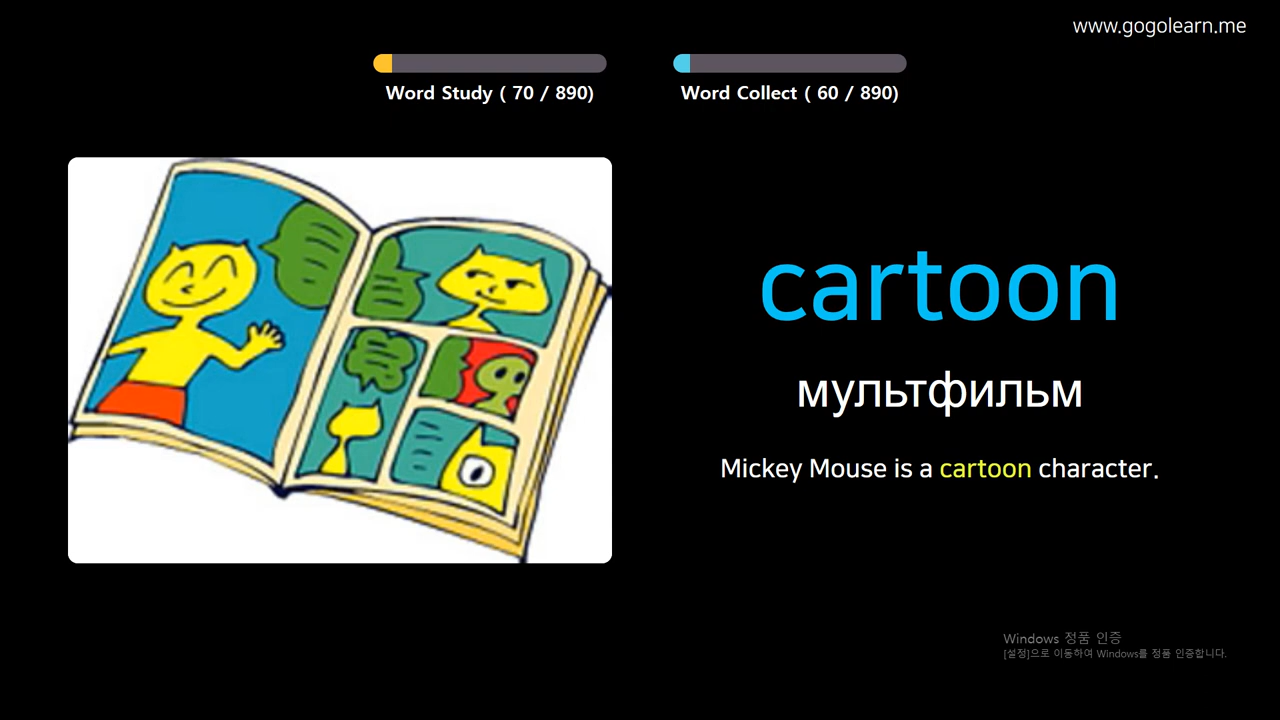 www.gogolearn.me
Word Study ( 70 / 890)
Word Collect ( 60 / 890)
cartoon
мультфильм
Mickey Mouse is a cartoon character.
Windows 정품 인증
[설정]으로 이동하여 Windows를 정품 인증합니다.